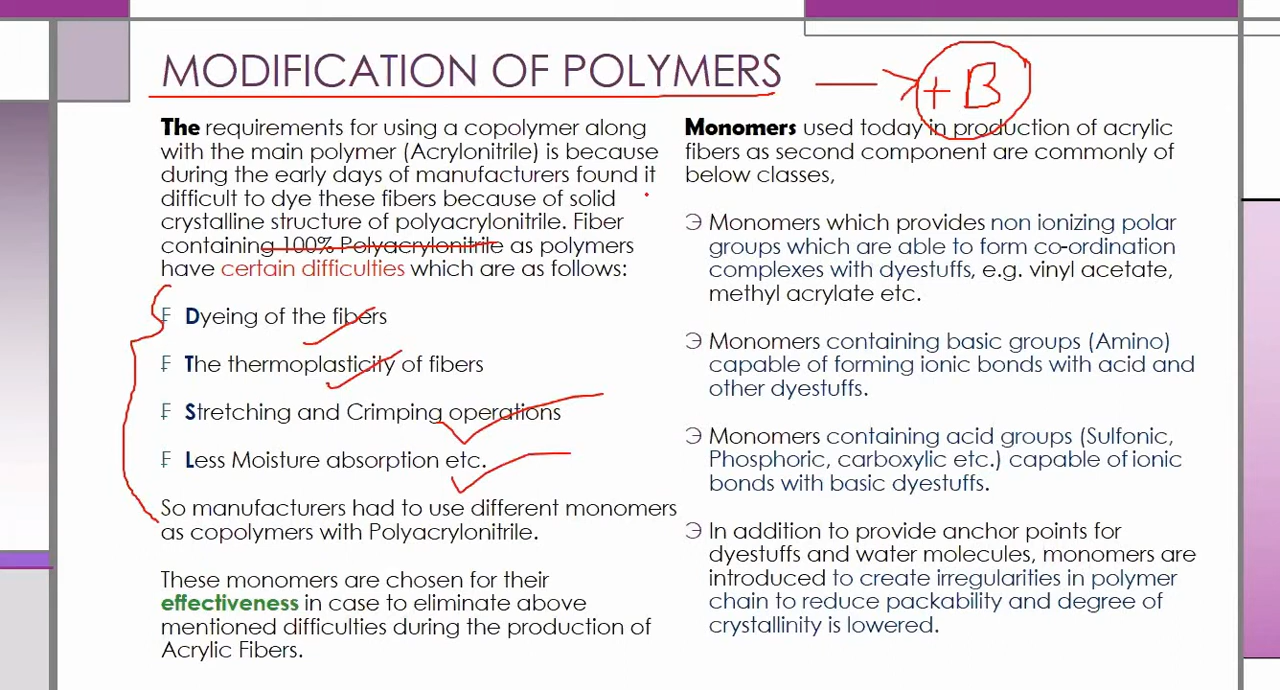 MODIFICATION OF POLYMERS
+ B
The requirements for using a copolymer along
with the main polymer (Acrylonitrile) is because
during the early days of manufacturers found it
difficult to dye these fibers because of solid
crystalline structure of polyacrylonitrile. Fiber
containing 100% Polyacrylonitrile as polymers
have certain difficulties which are as follows:
Dyeing of the fibers
The thermoplasticity of fibers
Stretching and Crimping operations
Less Moisture absorption etc.
So manufacturers had to use different monomers
as copolymers with Polyacrylonitrile.
These monomers are chosen for their
effectiveness in case to eliminate above
mentioned difficulties during the production of
Acrylic Fibers.
Monomers used today in production of acrylic
fibers as second component are commonly of
below classes,
Monomers which provides non ionizing polar
groups which are able to form co-ordination
complexes with dyestuffs, e.g. vinyl acetate,
methyl acrylate etc.
Monomers containing basic groups (Amino)
capable of forming ionic bonds with acid and
other dyestuffs.
Monomers containing acid groups (Sulfonic,
Phosphoric, carboxylic etc.) capable of ionic
bonds with basic dyestuffs.
In addition to provide anchor points for
dyestuffs and water molecules, monomers are
introduced to create irregularities in polymer
chain to reduce packability and degree of
crystallinity is lowered.